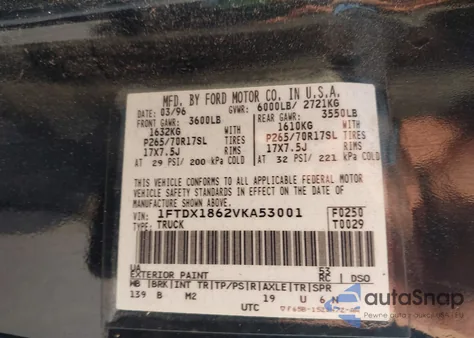 MFD. BY FORD MOTOR CO. IN U.S.A.
DATE: 03/96 GVWR: 6000LB/ 2721KG
FRONT GAWR: 3600LB REAR GAWR: 3550LB
1632KG WITH 1610KG WITH
P265/70R17SL TIRES P265/70R17SL TIRES
17X7.5J RIMS 17X7.5J RIMS
AT 29 PSI/ 200 kPa COLD AT 32 PSI/ 221 kPa COLD
THIS VEHICLE CONFORMS TO ALL APPLICABLE FEDERAL MOTOR
VEHICLE SAFETY STANDARDS IN EFFECT ON THE DATE OF
MANUFACTURE SHOWN ABOVE.
VIN: 1FTDX1862VKA53001 F0250
TYPE: TRUCK T0029
UA 53
EXTERIOR PAINT RC DSO
WB BRK INT TR TP/PS R AXLE TR SPR
139 B M2 19 U 6 N
UTC
autoSnap